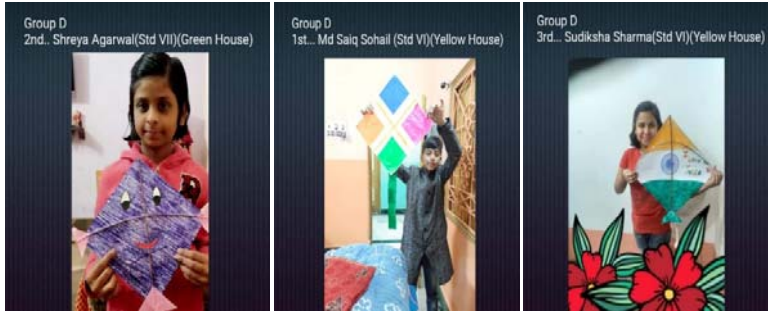 Group D
2nd.. Shreya Agarwal(Std VII)(Green House)
Group D
1st... Md Saiq Sohail (Std VI)(Yellow House)
Group D
3rd... Sudiksha Sharma(Std VI)(Yellow House)